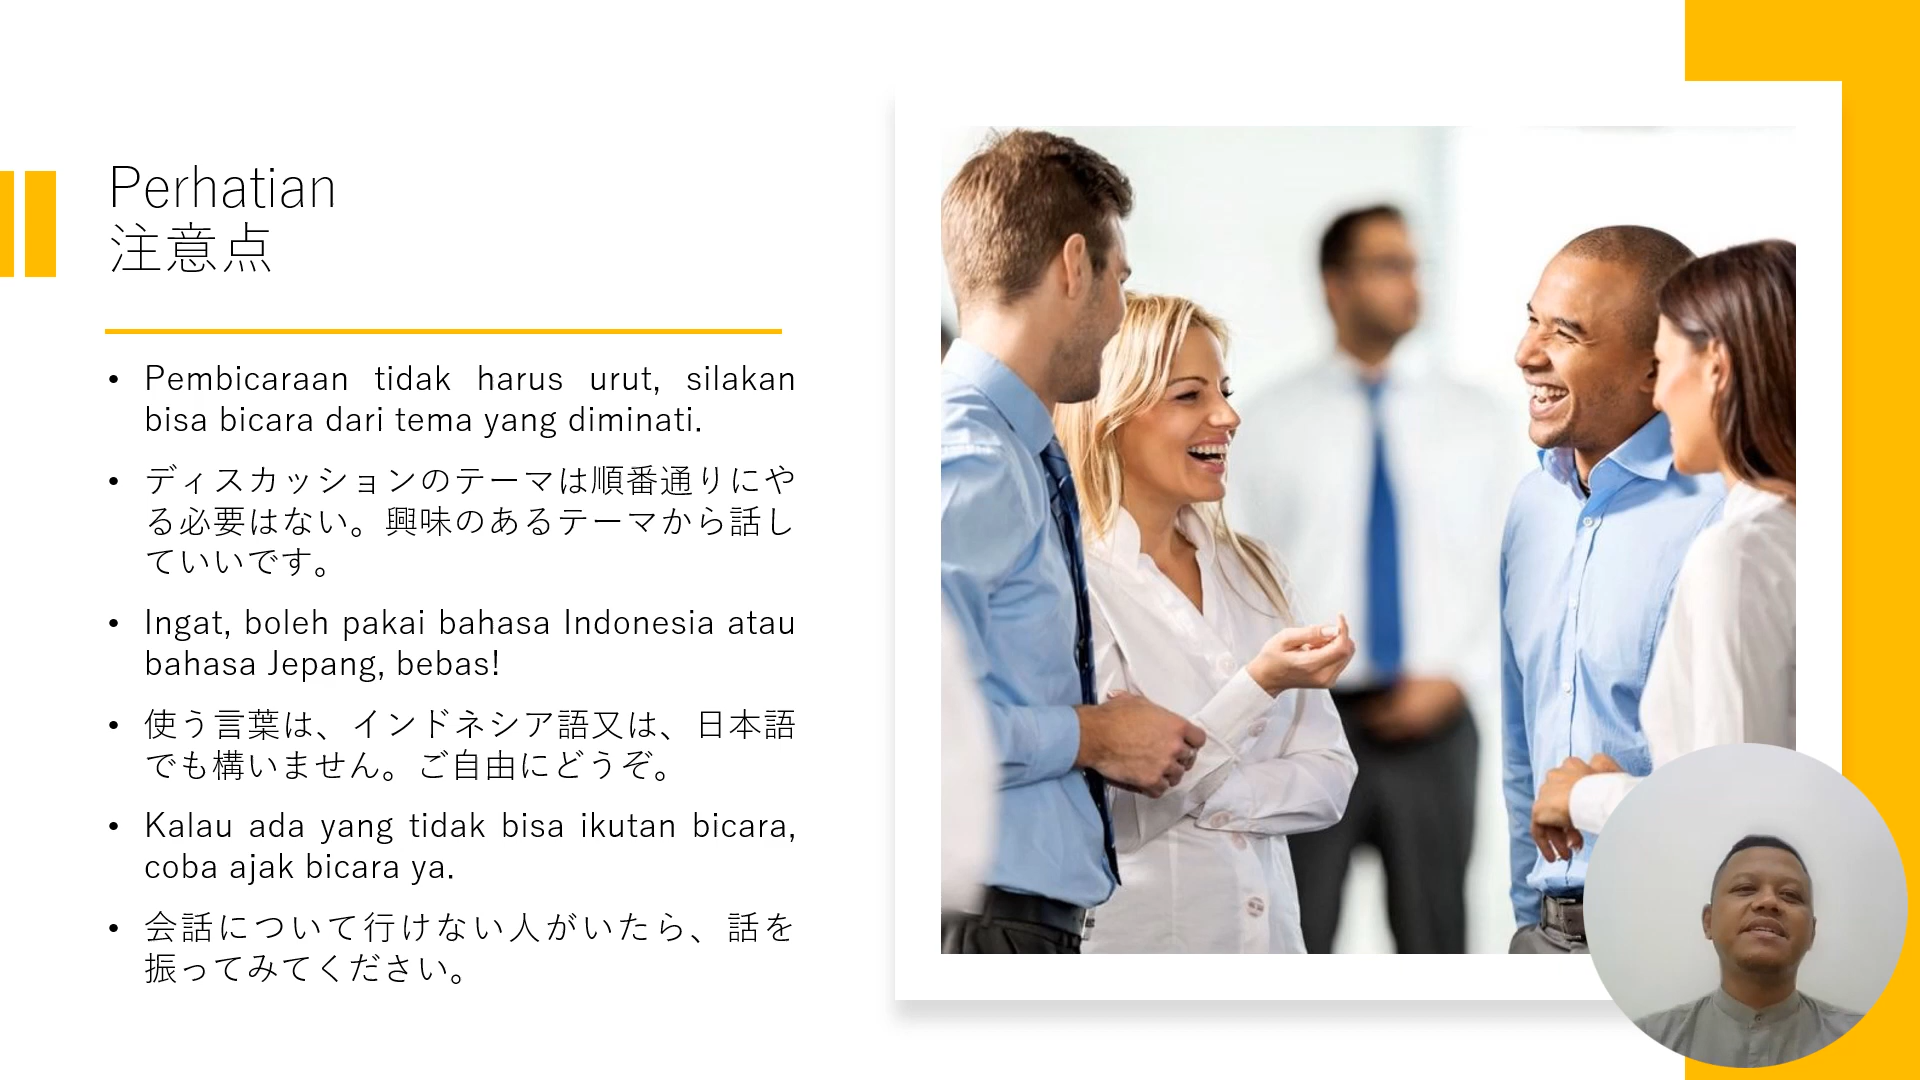 Perhatian
注意点
• Pembicaraan tidak harus urut, silakan
bisa bicara dari tema yang diminati.
• ディスカッションのテーマは順番通りにや
る必要はない。興味のあるテーマから話し
ていいです。
• Ingat, boleh pakai bahasa Indonesia atau
bahasa Jepang, bebas!
• 使う言葉は、インドネシア語又は、日本語
でも構いません。ご自由にどうぞ。
• Kalau ada yang tidak bisa ikutan bicara,
coba ajak bicara ya.
• 会話について行けない人がいたら、話を
振ってみてください。